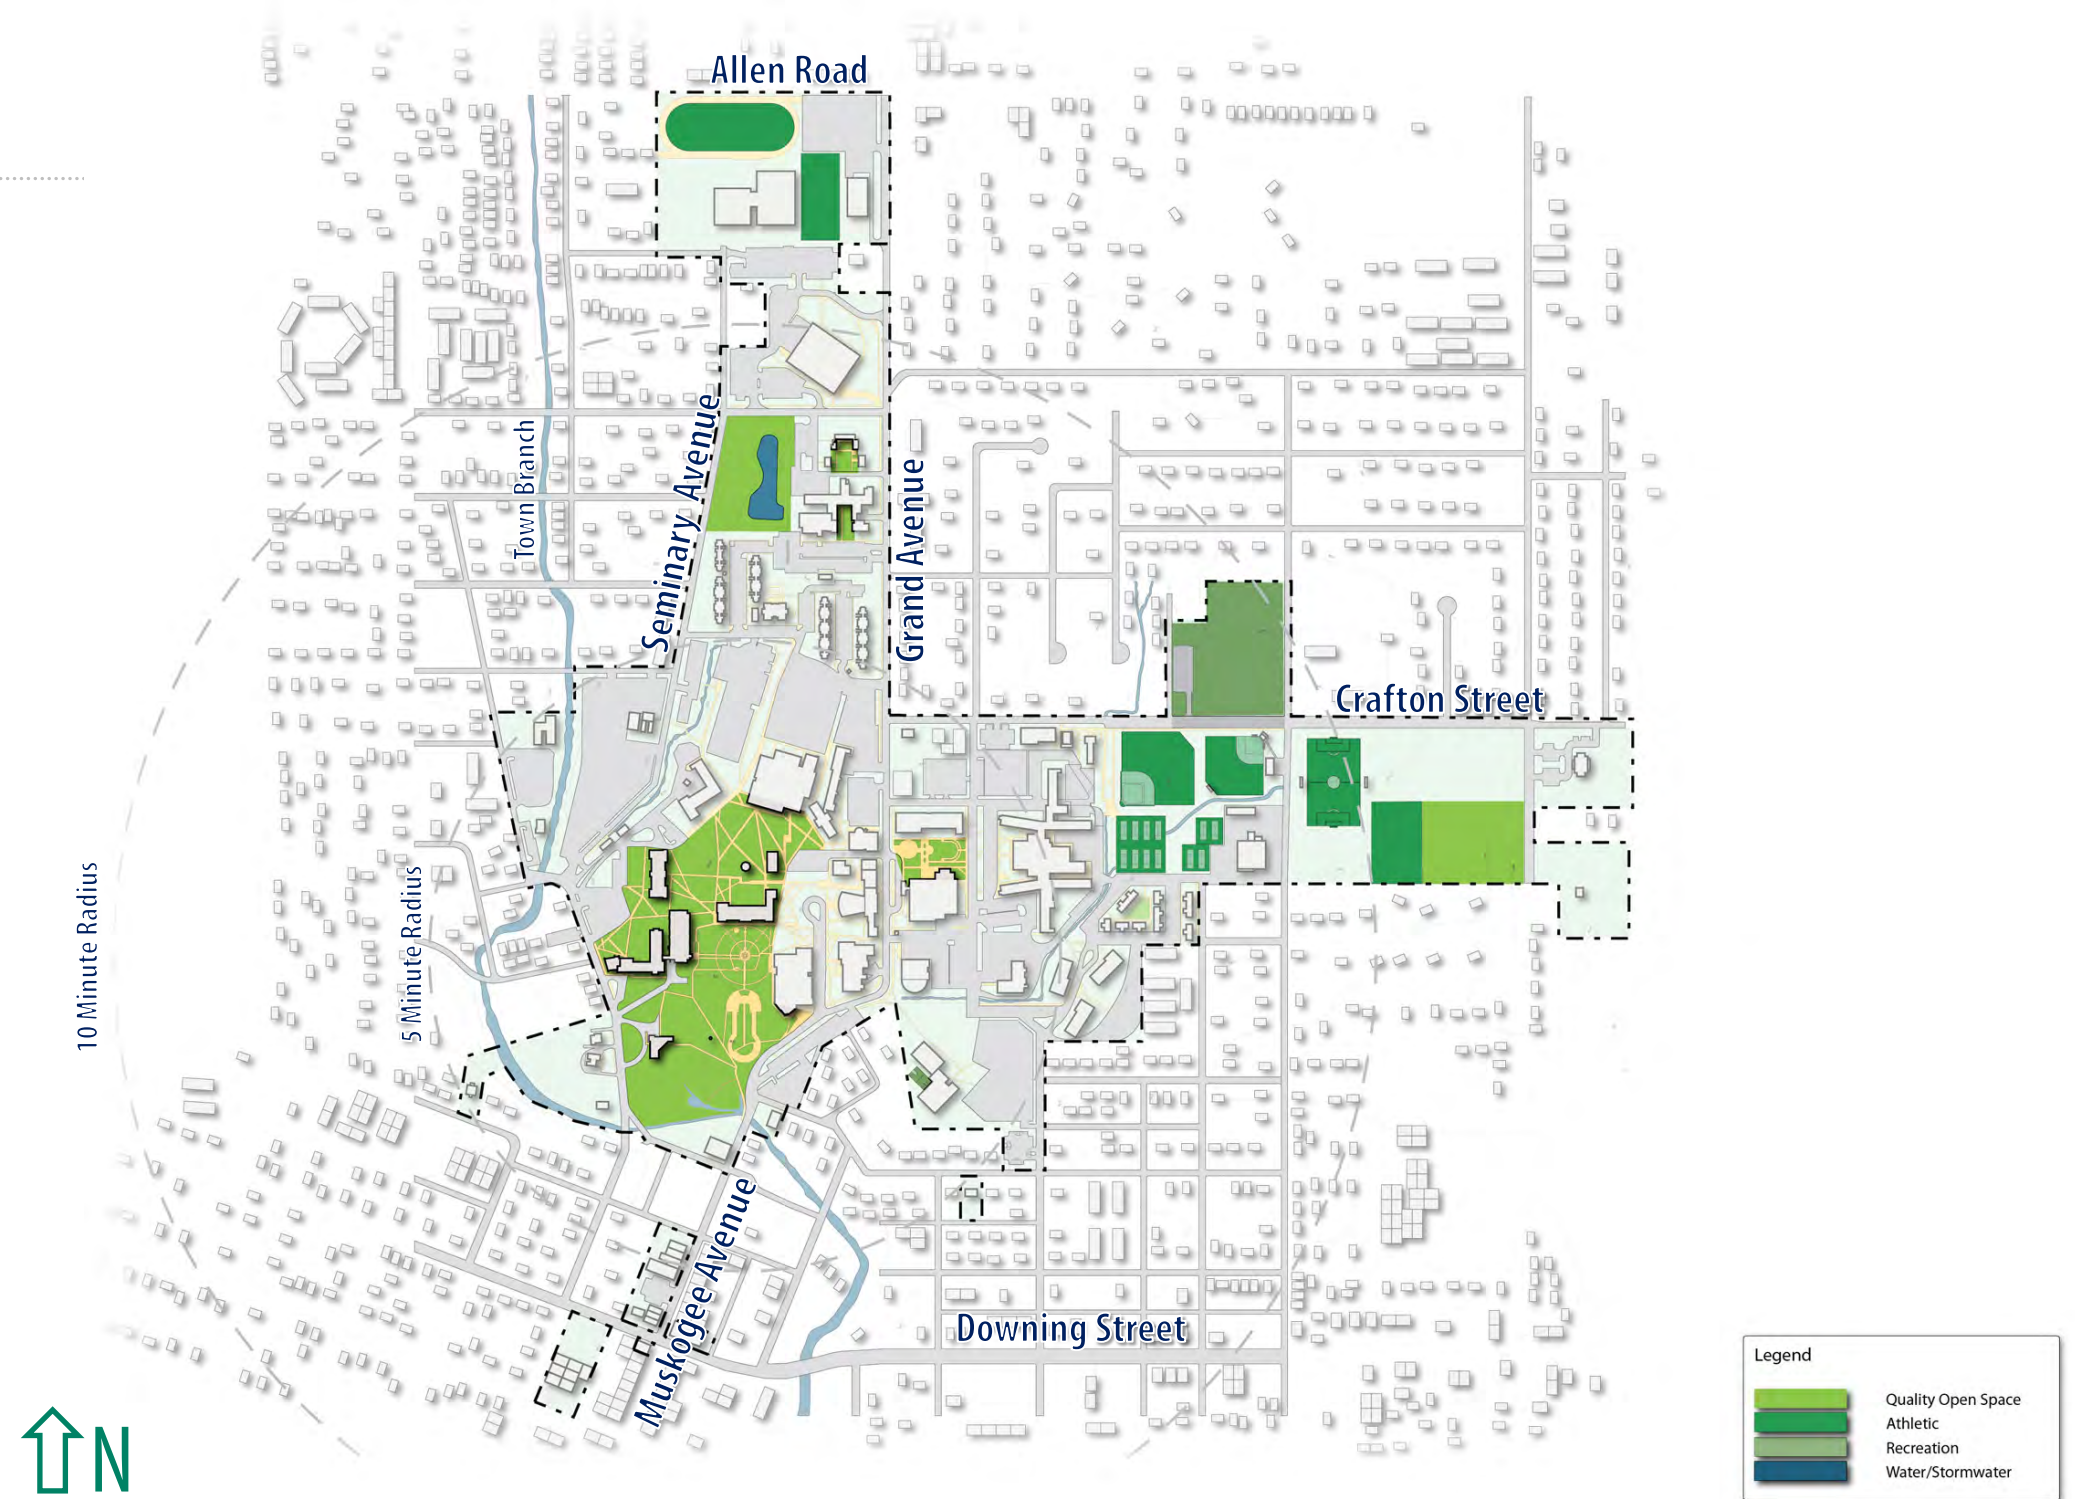 Allen Road
Town Branch
Seminary Avenue
Grand Avenue
Crafton Street
10 Minute Radius
5 Minute Radius
Muskogee Avenue
Downing Street
N
Legend
Quality Open Space
Athletic
Recreation
Water/Stormwater